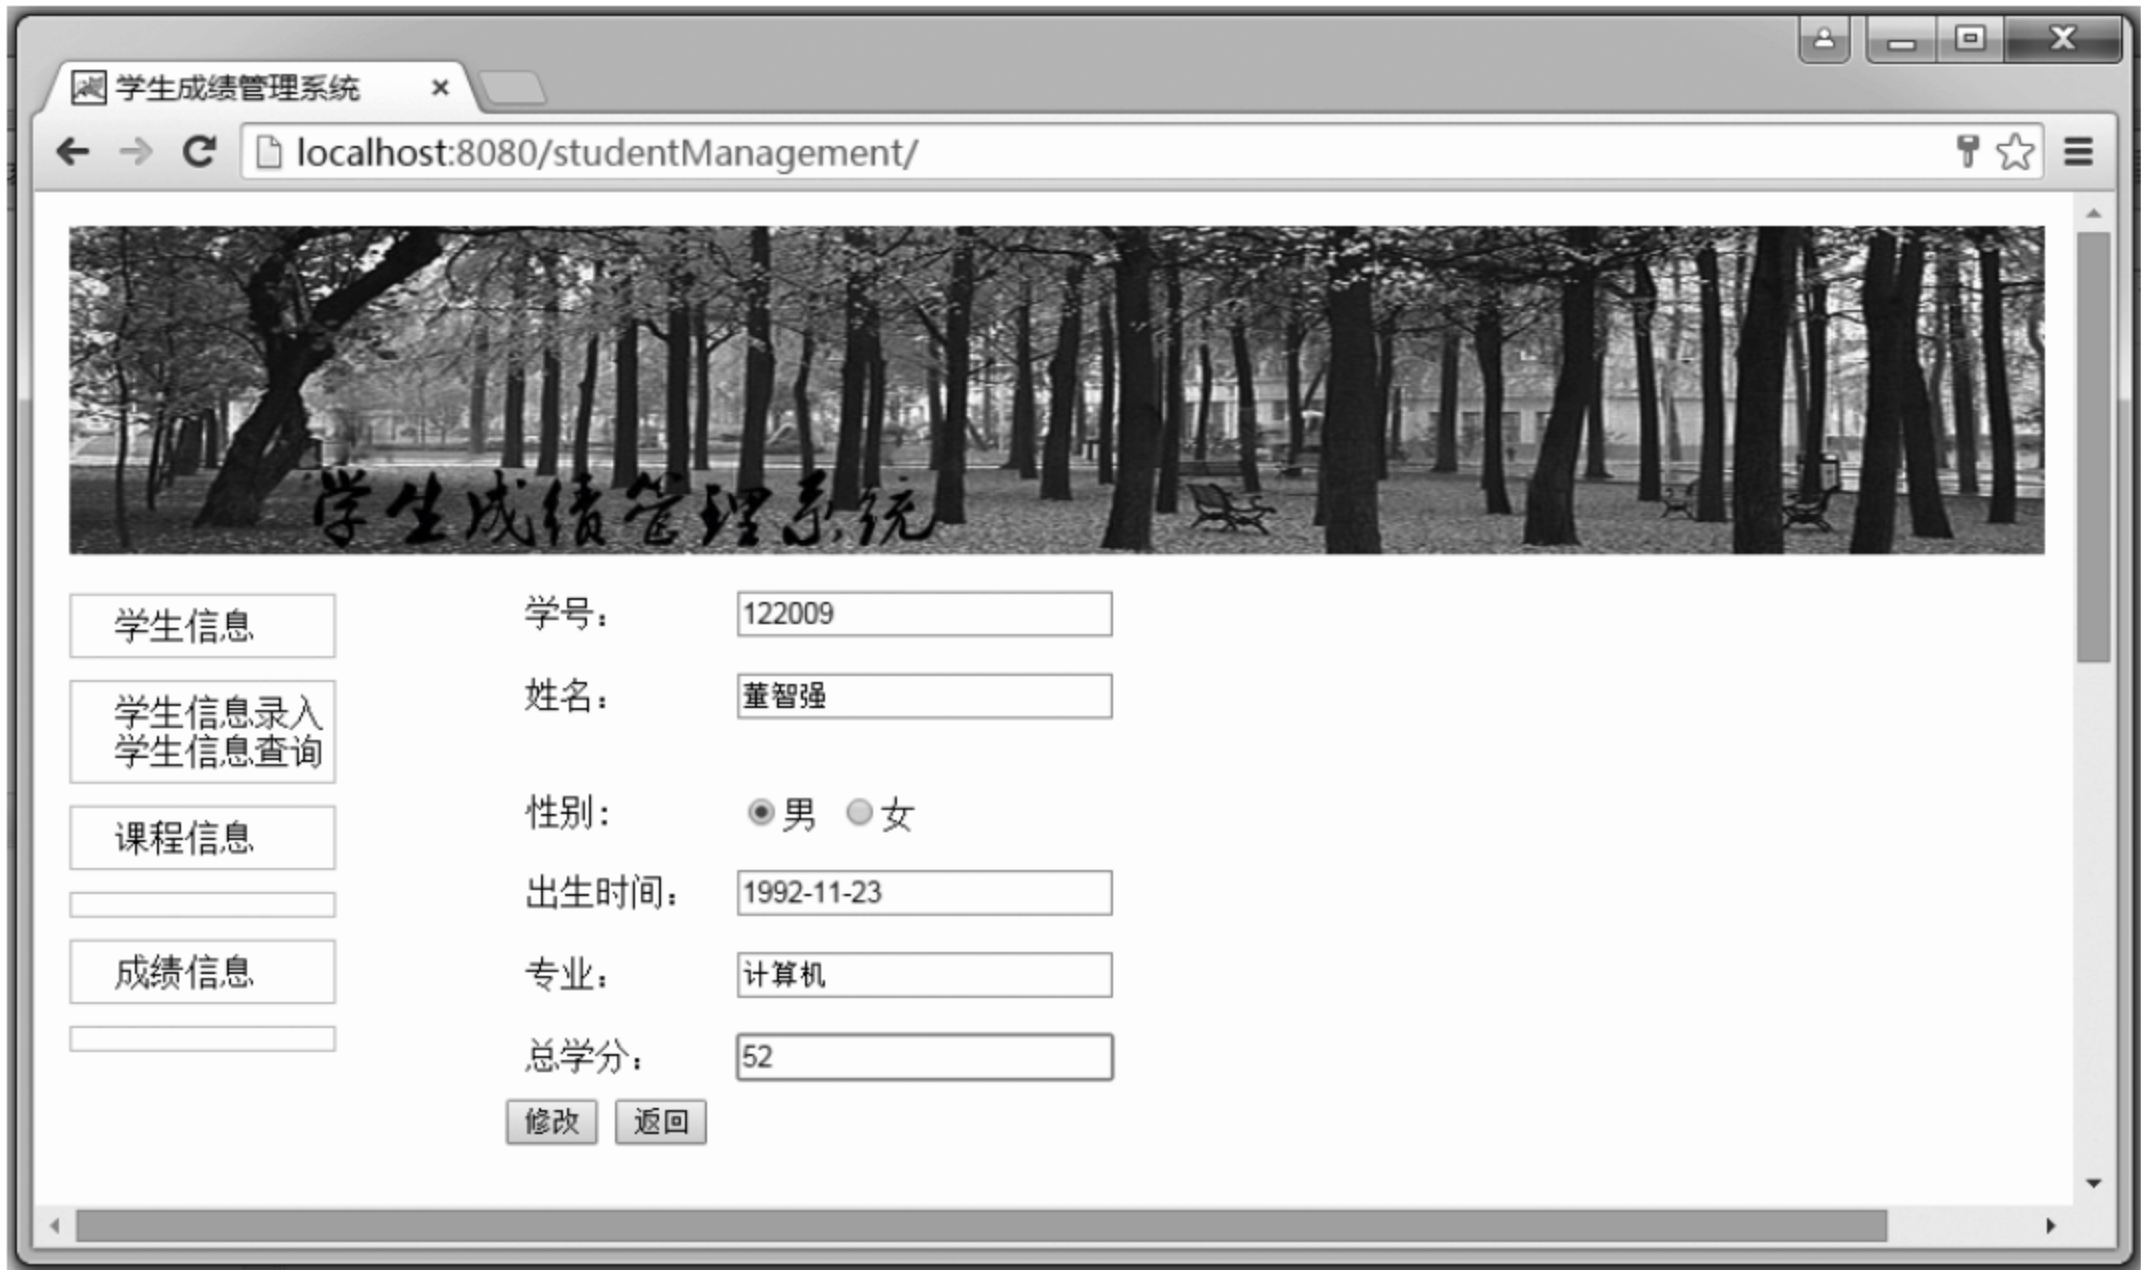 学生成绩管理系统
localhost:8080/studentManagement/
学生成绩管理系统
学生信息
学生信息录入
学生信息查询
课程信息
成绩信息
学号： 122009
姓名： 董智强
性别： 男 女
出生时间： 1992-11-23
专业： 计算机
总学分： 52
修改 返回